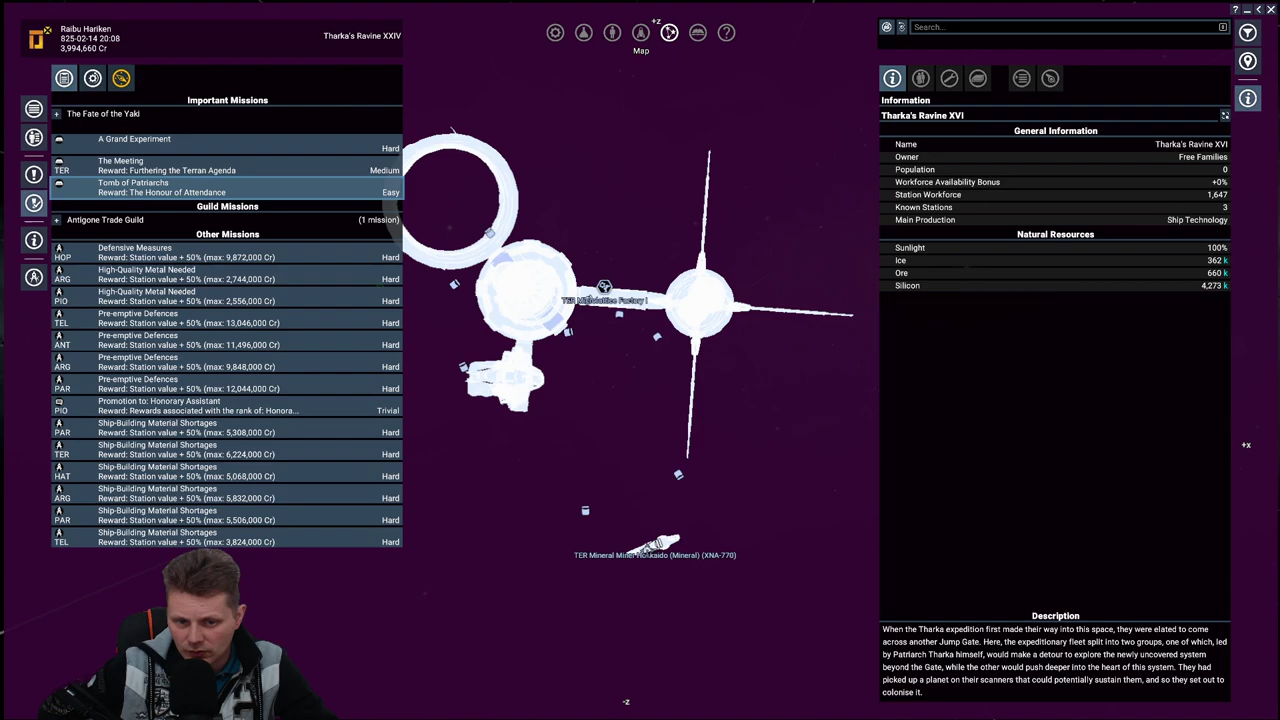 Raibu Hariken
825-02-14 20:08
3,994,660 Cr
Tharka's Ravine XXIV
+z
Map
Important Missions
The Fate of the Yaki
A Grand Experiment
Hard
The Meeting
TER Reward: Furthering the Terran Agenda Medium
Tomb of Patriarchs
Reward: The Honour of Attendance Easy
Guild Missions
Antigone Trade Guild (1 mission)
Other Missions
Defensive Measures
HOP Reward: Station value + 50% (max: 9,872,000 Cr) Hard
High-Quality Metal Needed
ARG Reward: Station value + 50% (max: 2,744,000 Cr) Hard
High-Quality Metal Needed
PIO Reward: Station value + 50% (max: 2,556,000 Cr) Hard
Pre-emptive Defences
TEL Reward: Station value + 50% (max: 13,046,000 Cr) Hard
Pre-emptive Defences
ANT Reward: Station value + 50% (max: 11,496,000 Cr) Hard
Pre-emptive Defences
ARG Reward: Station value + 50% (max: 9,848,000 Cr) Hard
Pre-emptive Defences
PAR Reward: Station value + 50% (max: 12,044,000 Cr) Hard
Promotion to: Honorary Assistant
PIO Reward: Rewards associated with the rank of: Honora... Trivial
Ship-Building Material Shortages
PAR Reward: Station value + 50% (max: 5,308,000 Cr) Hard
Ship-Building Material Shortages
TER Reward: Station value + 50% (max: 6,224,000 Cr) Hard
Ship-Building Material Shortages
HAT Reward: Station value + 50% (max: 5,068,000 Cr) Hard
Ship-Building Material Shortages
ARG Reward: Station value + 50% (max: 5,832,000 Cr) Hard
Ship-Building Material Shortages
PAR Reward: Station value + 50% (max: 5,506,000 Cr) Hard
Ship-Building Material Shortages
TEL Reward: Station value + 50% (max: 3,824,000 Cr) Hard
TER Microlattice Factory I
TER Mineral Miner Hokkaido (Mineral) (XNA-770)
-z
+x
Search...
Information
Tharka's Ravine XVI
General Information
Name Tharka's Ravine XVI
Owner Free Families
Population 0
Workforce Availability Bonus +0%
Station Workforce 1,647
Known Stations 3
Main Production Ship Technology
Natural Resources
Sunlight 100%
Ice 362 k
Ore 660 k
Silicon 4,273 k
Description
When the Tharka expedition first made their way into this space, they were elated to come
across another Jump Gate. Here, the expeditionary fleet split into two groups, one of which, led
by Patriarch Tharka himself, would make a detour to explore the newly uncovered system
beyond the Gate, while the other would push deeper into the heart of this system. They had
picked up a planet on their scanners that could potentially sustain them, and so they set out to
colonise it.